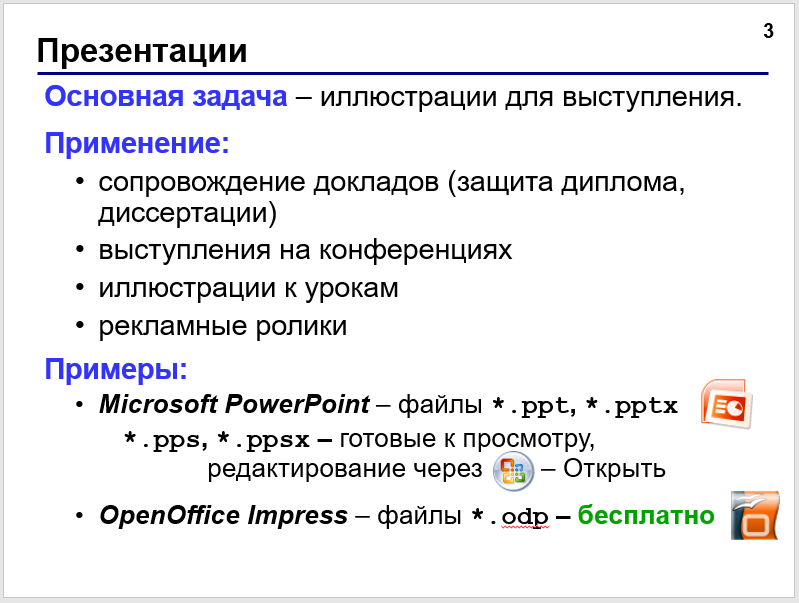 3
Презентации
Основная задача – иллюстрации для выступления.
Применение:
• сопровождение докладов (защита диплома,
диссертации)
• выступления на конференциях
• иллюстрации к урокам
• рекламные ролики
Примеры:
• Microsoft PowerPoint – файлы *.ppt, *.pptx
*.pps, *.ppsx – готовые к просмотру,
редактирование через – Открыть
• OpenOffice Impress – файлы *.odp – бесплатно